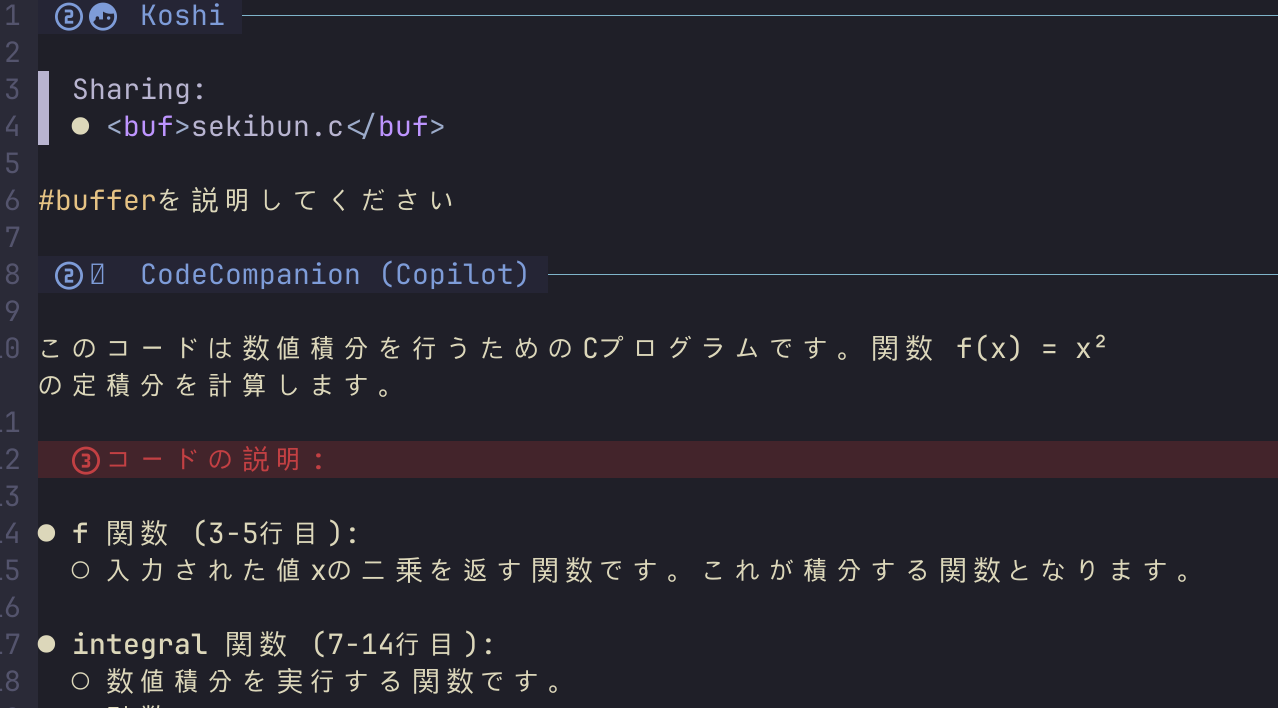 1 ② Koshi
2
3 Sharing:
4 ● <buf>sekibun.c</buf>
5
6 #bufferを説明してください
7
8 ② CodeCompanion (Copilot)
9
10 このコードは数値積分を行うためのCプログラムです。関数 f(x) = x²
の定積分を計算します。
11
12 ③コードの説明:
13
14 ● f 関数 (3-5行目):
15 ○ 入力された値xの二乗を返す関数です。これが積分する関数となります。
16
17 ● integral 関数 (7-14行目):
18 ○ 数値積分を実行する関数です。